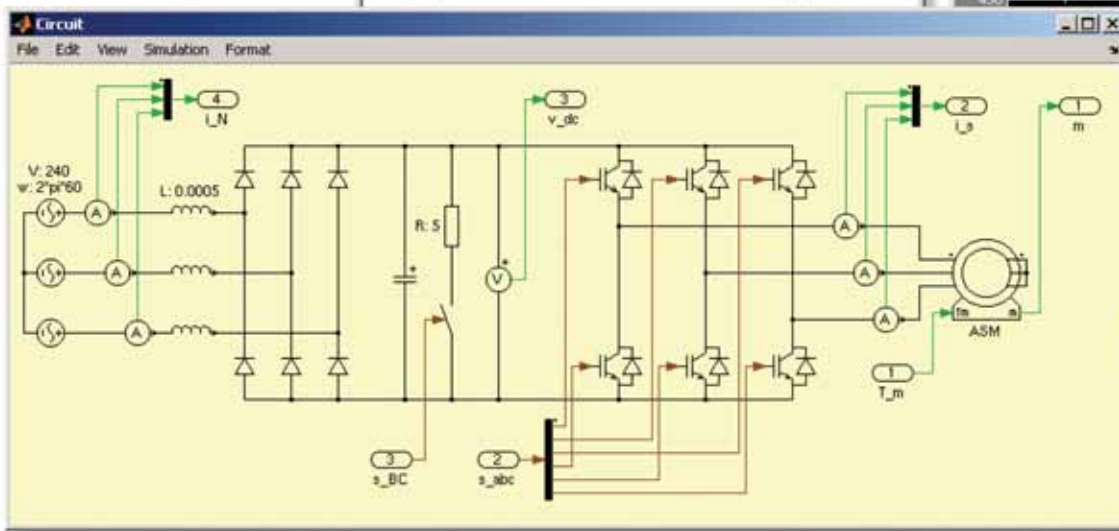 Circuit
File Edit View Simulation Format
4
i_N
3
v_dc
2
i_s
1
m
V: 240
w: 2*pi*60
L: 0.0005
R: 5
A
A
A
V
A
A
A
Tm
m
ASM
1
T_m
3
s_BC
2
s_abc